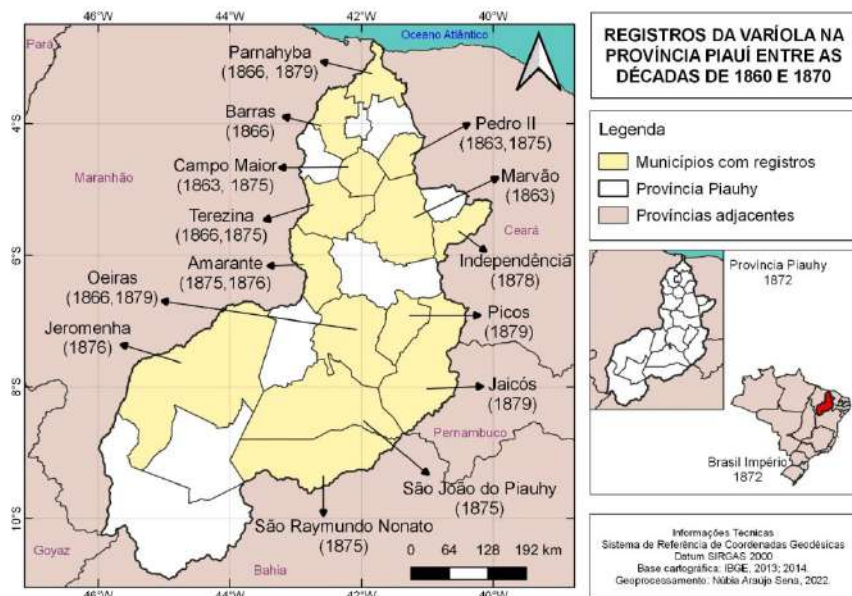 44°W
42°W
40°W
Pará
Oceano Atlântico
Parnahyba
(1866, 1879)
Barras
(1866)
Pedro II
(1863,1875)
4°S
Campo Maior
(1863, 1875)
Marvão
(1863)
Maranhão
Terezina
(1866,1875)
Ceará
6°S
Amarante
(1875, 1876)
Independência
(1878)
Oeiras
(1866,1879)
Picos
(1879)
Jeromenha
(1876)
8°S
Jaicós
(1879)
Pernambuco
São João do Piauhy
(1875)
10°S
São Raymundo Nonato
(1875)
Goyaz
Bahia
0 64 128 192 km
46°W
44°W
42°W
40°W
REGISTROS DA VARÍOLA NA
PROVÍNCIA PIAUÍ ENTRE AS
DÉCADAS DE 1860 E 1870
Legenda
Municípios com registros
Província Piauhy
Províncias adjacentes
Província Piauhy
1872
Brasil Império
1872
Informações Técnicas
Sistema de Referência de Coordenadas Geodésicas
Datum SIRGAS 2000
Base cartográfica: IBGE, 2013; 2014.
Geoprocessamento: Núbia Araújo Sena, 2022.